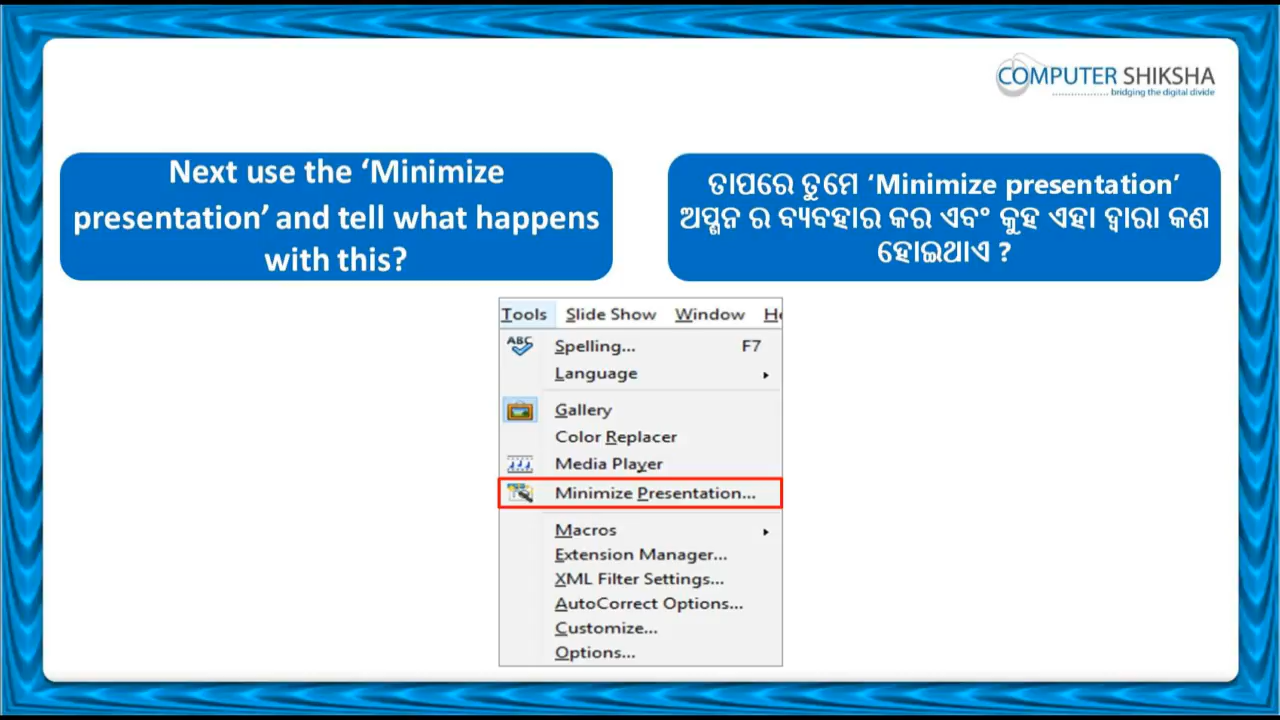 COMPUTER SHIKSHA
bridging the digital divide
Next use the ‘Minimize
presentation’ and tell what happens
with this?
ତାପରେ ତୁମେ ‘Minimize presentation’
ଅପ୍ସନ ର ବ୍ୟବହାର କର ଏବଂ କୁହ ଏହା ଦ୍ୱାରା କଣ
ହୋଇଥାଏ ?
Tools Slide Show Window He
Spelling... F7
Language
Gallery
Color Replacer
Media Player
Minimize Presentation...
Macros
Extension Manager...
XML Filter Settings...
AutoCorrect Options...
Customize...
Options...